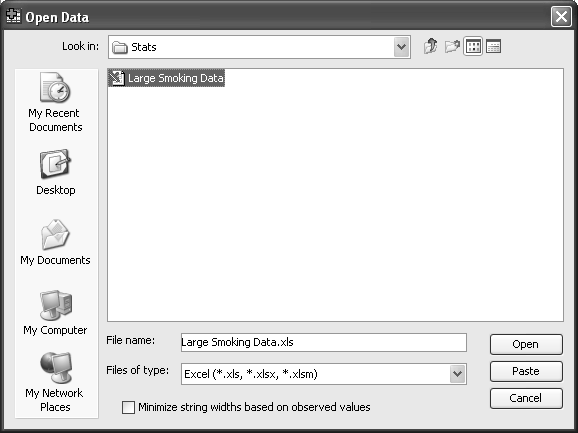 Open Data
Look in:
Stats
Large Smoking Data
My Recent
Documents
Desktop
My Documents
My Computer
My Network
Places
File name:
Large Smoking Data.xls
Open
Files of type:
Excel (*.xls, *.xlsx, *.xlsm)
Paste
Cancel
Minimize string widths based on observed values